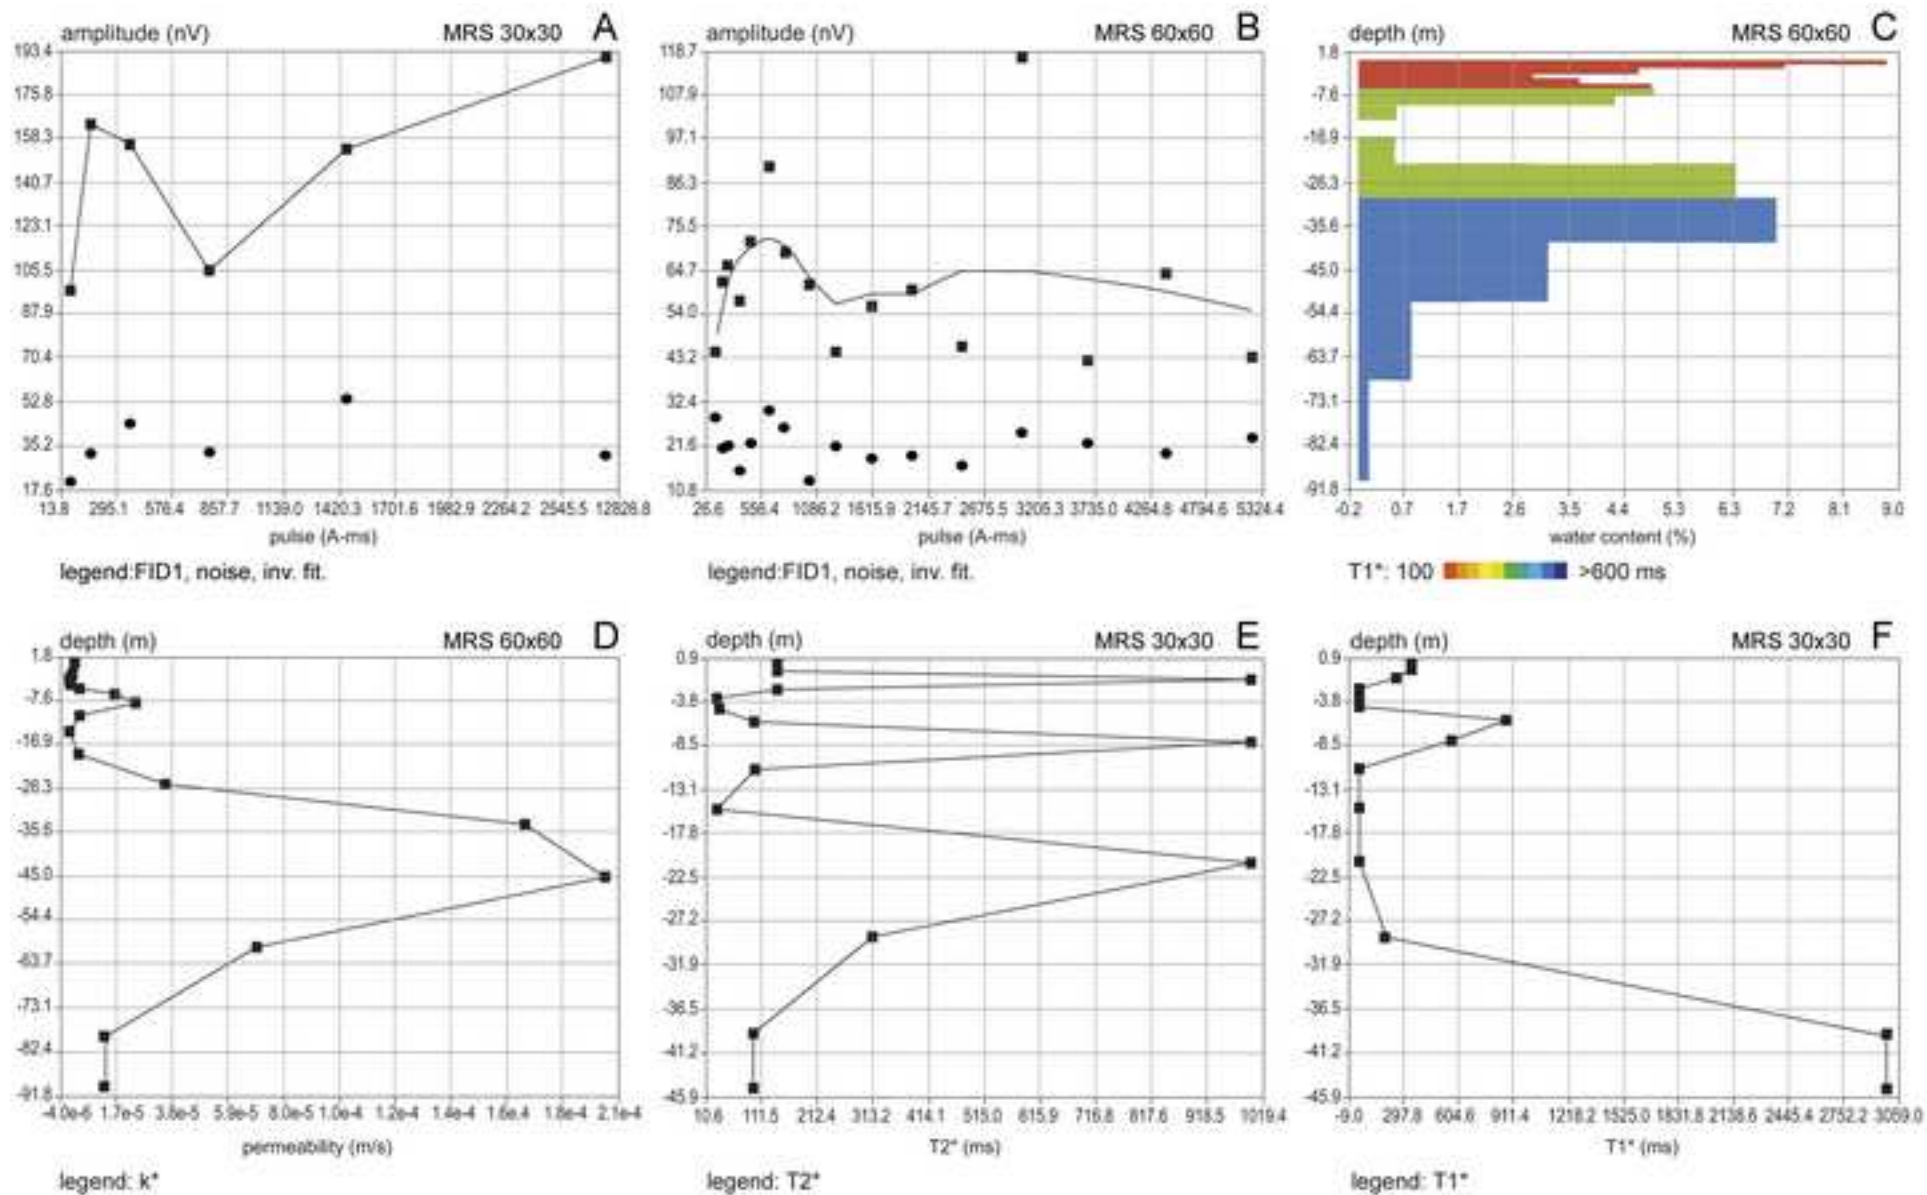 A
amplitude (nV) MRS 30x30
193.4
175.8
158.3
140.7
123.1
105.5
87.9
70.4
52.8
35.2
17.6
13.8 295.1 576.4 857.7 1139.0 1420.3 1701.6 1982.9 2264.2 2545.5 12826.8
pulse (A-ms)
legend:FID1, noise, inv. fit.
B
amplitude (nV) MRS 60x60
118.7
107.9
97.1
86.3
75.5
64.7
54.0
43.2
32.4
21.6
10.8
26.6 556.4 1086.2 1615.9 2145.7 2675.5 3205.3 3735.0 4264.8 4794.6 5324.4
pulse (A-ms)
legend:FID1, noise, inv. fit.
C
depth (m) MRS 60x60
1.8
-7.6
-16.9
-26.3
-35.6
-45.0
-54.4
-63.7
-73.1
-82.4
-91.8
-0.2 0.7 1.7 2.6 3.5 4.4 5.3 6.3 7.2 8.1 9.0
water content (%)
T1*: 100 >600 ms
D
depth (m) MRS 60x60
1.8
-7.6
-16.9
-26.3
-35.6
-45.0
-54.4
-63.7
-73.1
-82.4
-91.8
-4.0e-6 1.7e-5 3.8e-5 5.9e-5 8.0e-5 1.0e-4 1.2e-4 1.4e-4 1.6e.4 1.8e-4 2.1e-4
permeability (m/s)
legend: k*
E
depth (m) MRS 30x30
0.9
-3.8
-8.5
-13.1
-17.8
-22.5
-27.2
-31.9
-36.5
-41.2
-45.9
10.6 111.5 212.4 313.2 414.1 515.0 615.9 716.8 817.6 918.5 1019.4
T2* (ms)
legend: T2*
F
depth (m) MRS 30x30
0.9
-3.8
-8.5
-13.1
-17.8
-22.5
-27.2
-31.9
-36.5
-41.2
-45.9
-9.0 297.8 604.6 911.4 1218.2 1525.0 1831.8 2138.6 2445.4 2752.2 3059.0
T1* (ms)
legend: T1*